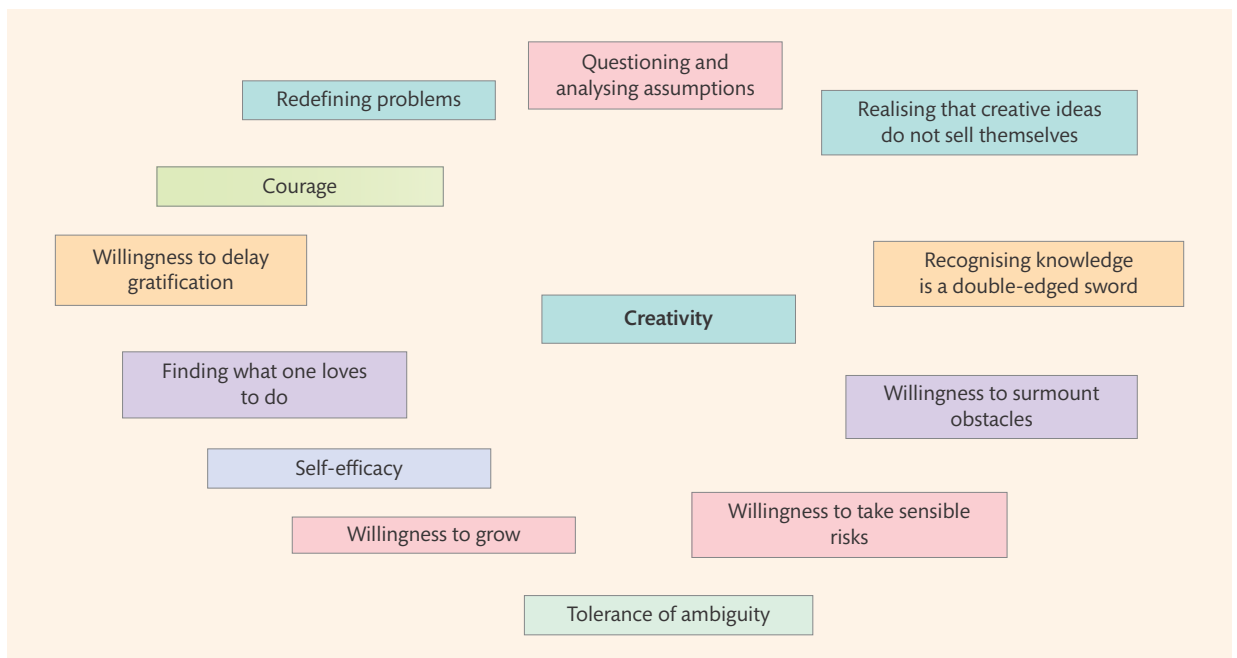 Questioning and
analysing assumptions
Redefining problems
Realising that creative ideas
do not sell themselves
Courage
Willingness to delay
gratification
Recognising knowledge
is a double-edged sword
Creativity
Finding what one loves
to do
Willingness to surmount
obstacles
Self-efficacy
Willingness to take sensible
risks
Willingness to grow
Tolerance of ambiguity